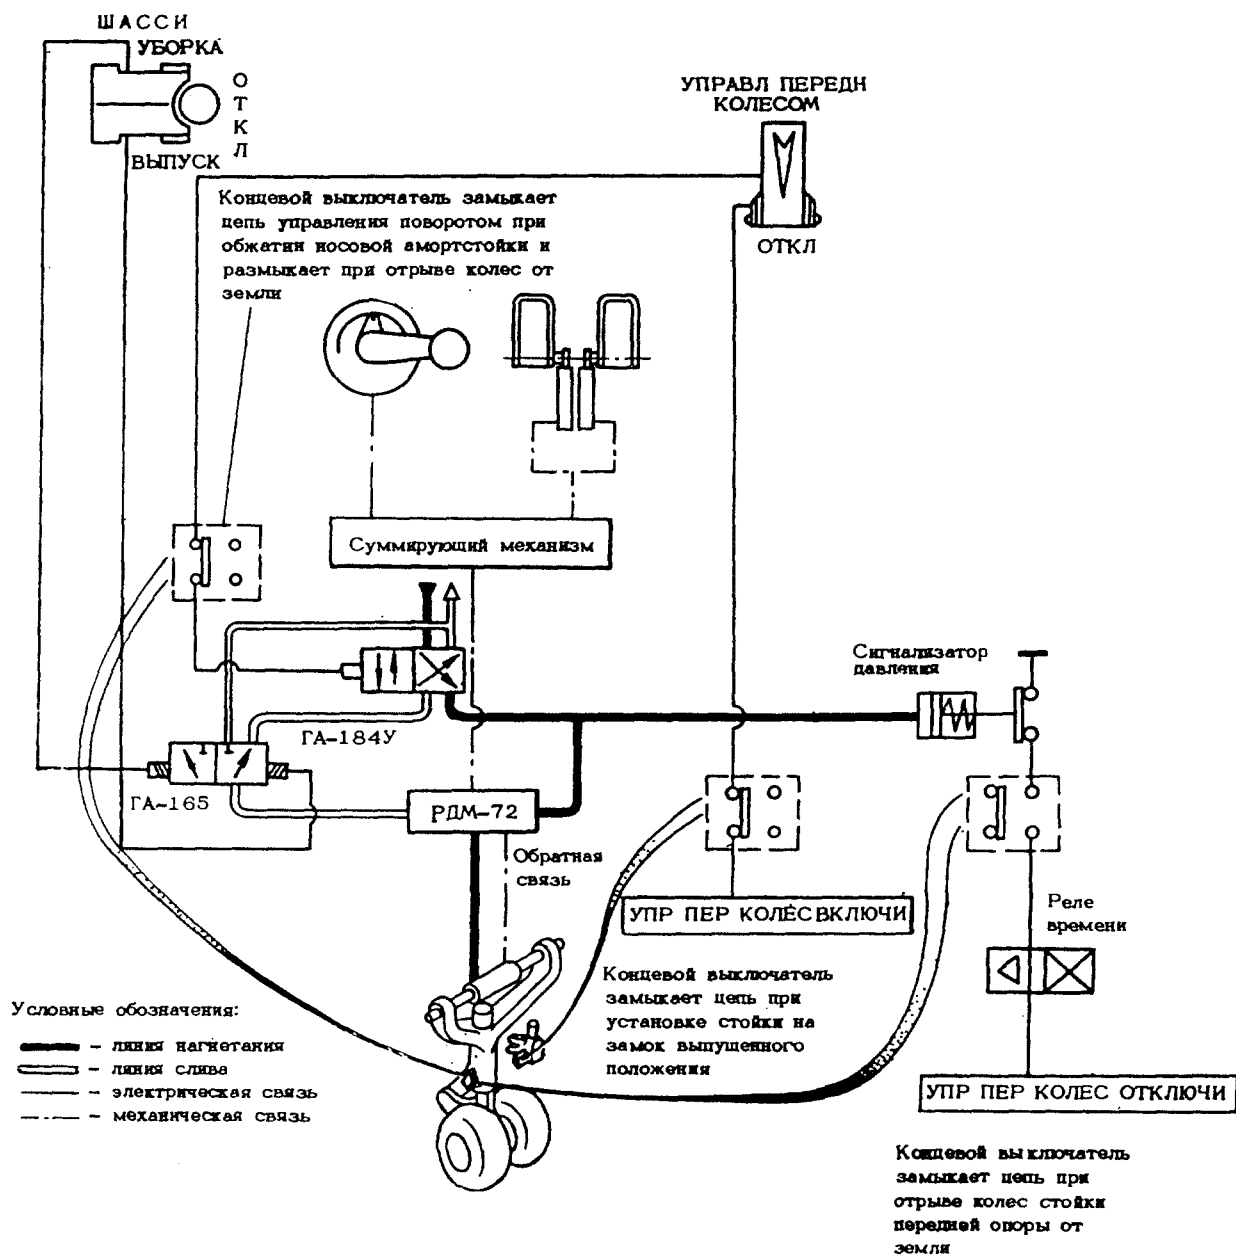 ШАССИ
УБОРКА
ОТКЛ
ВЫПУСК
УПРАВЛ ПЕРЕДН
КОЛЕСОМ
ОТКЛ
Концевой выключатель замыкает
цепь управления поворотом при
обжатии носовой амортстойки и
размыкает при отрыве колес от
земли
Суммирующий механизм
Сигнализатор
давления
ГА-184У
ГА-165
РДМ-72
Обратная
связь
УПР ПЕР КОЛЕС ВКЛЮЧИ
Реле
времени
Концевой выключатель
замыкает цепь при
установке стойки на
замок выпущенного
положения
Условные обозначения:
– линия нагнетания
– линия слива
– электрическая связь
– механическая связь
УПР ПЕР КОЛЕС ОТКЛЮЧИ
Концевой выключатель
замыкает цепь при
отрыве колес стойки
передней опоры от
земли